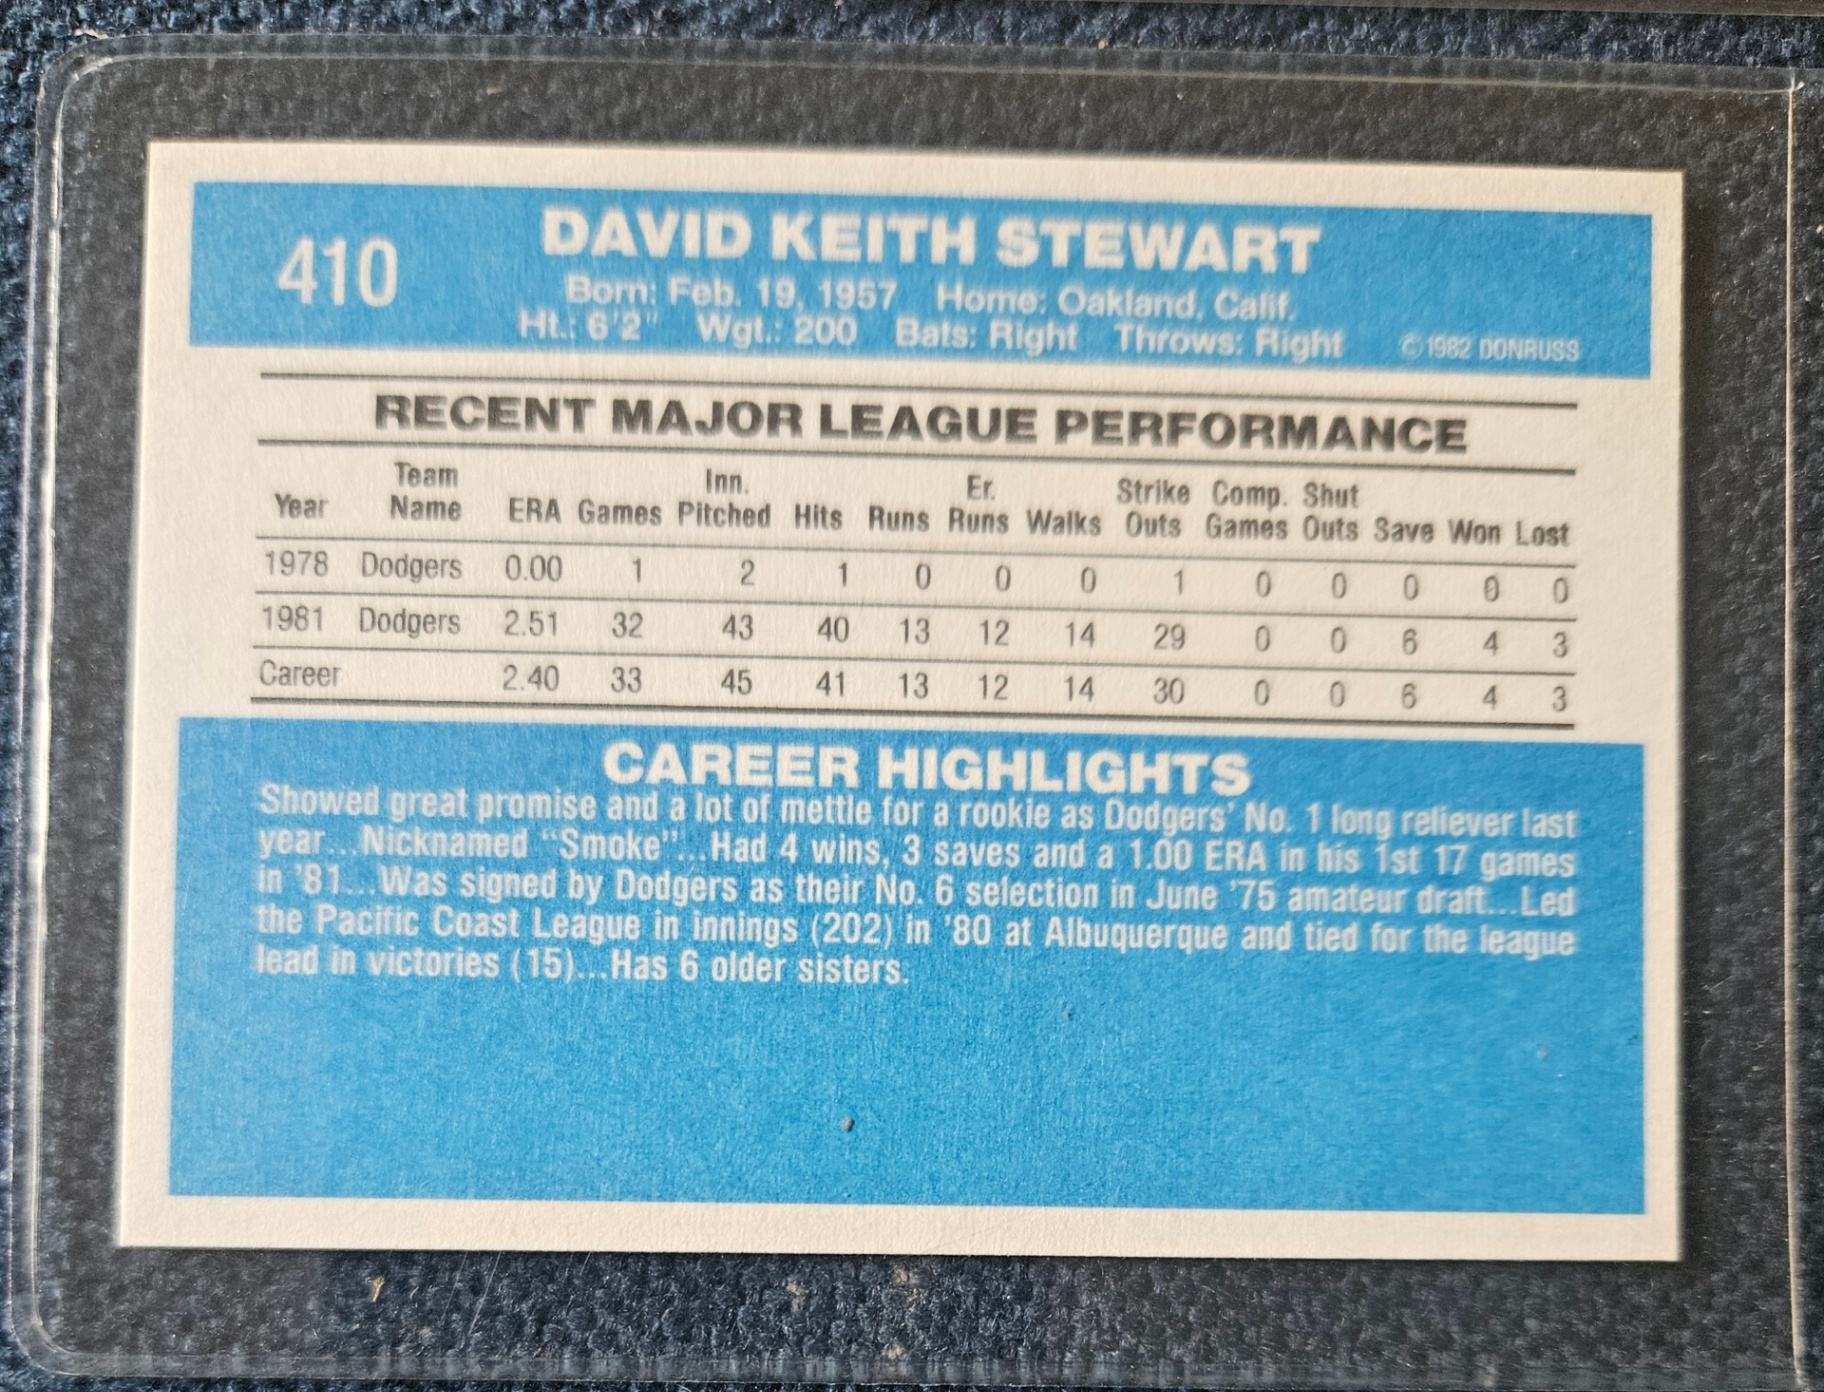 410
DAVID KEITH STEWART
Born: Feb. 19, 1957 Home: Oakland, Calif.
Ht.: 6'2" Wgt.: 200 Bats: Right Throws: Right ©1982 DONRUSS
RECENT MAJOR LEAGUE PERFORMANCE
Year Team Name ERA Games Inn. Pitched Hits Runs Er. Runs Walks Strike Outs Comp. Games Shut Outs Save Won Lost
1978 Dodgers 0.00 1 2 1 0 0 0 1 0 0 0 0 0
1981 Dodgers 2.51 32 43 40 13 12 14 29 0 0 6 4 3
Career 2.40 33 45 41 13 12 14 30 0 0 6 4 3
CAREER HIGHLIGHTS
Showed great promise and a lot of mettle for a rookie as Dodgers' No. 1 long reliever last
year...Nicknamed "Smoke"...Had 4 wins, 3 saves and a 1.00 ERA in his 1st 17 games
in '81...Was signed by Dodgers as their No. 6 selection in June '75 amateur draft...Led
the Pacific Coast League in innings (202) in '80 at Albuquerque and tied for the league
lead in victories (15)...Has 6 older sisters.